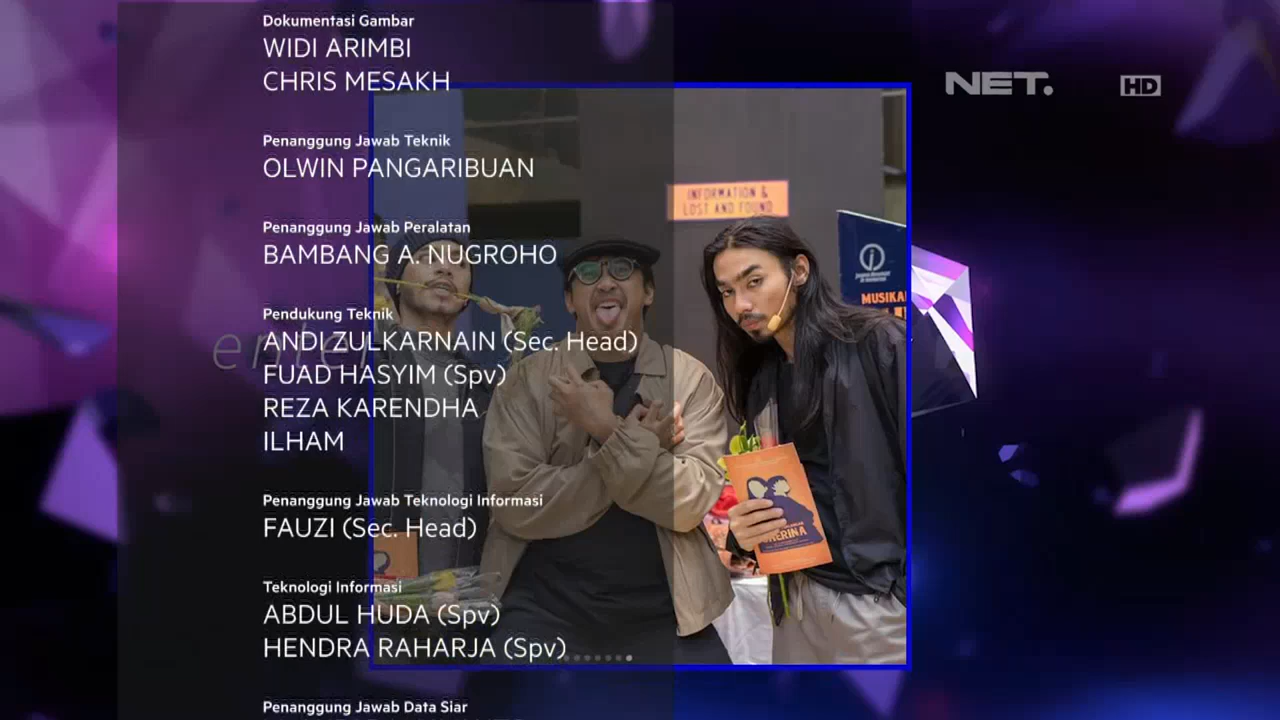 Dokumentasi Gambar
WIDI ARIMBI
CHRIS MESAKH
NET.
HD
Penanggung Jawab Teknik
OLWIN PANGARIBUAN
INFORMATION &
LOST AND FOUND
Penanggung Jawab Peralatan
BAMBANG A. NUGROHO
Pendukung Teknik
ANDI ZULKARNAIN (Sec. Head)
FUAD HASYIM (Spv)
REZA KARENDHA
ILHAM
Penanggung Jawab Teknologi Informasi
FAUZI (Sec. Head)
Teknologi Informasi
ABDUL HUDA (Spv)
HENDRA RAHARJA (Spv)
Penanggung Jawab Data Siar